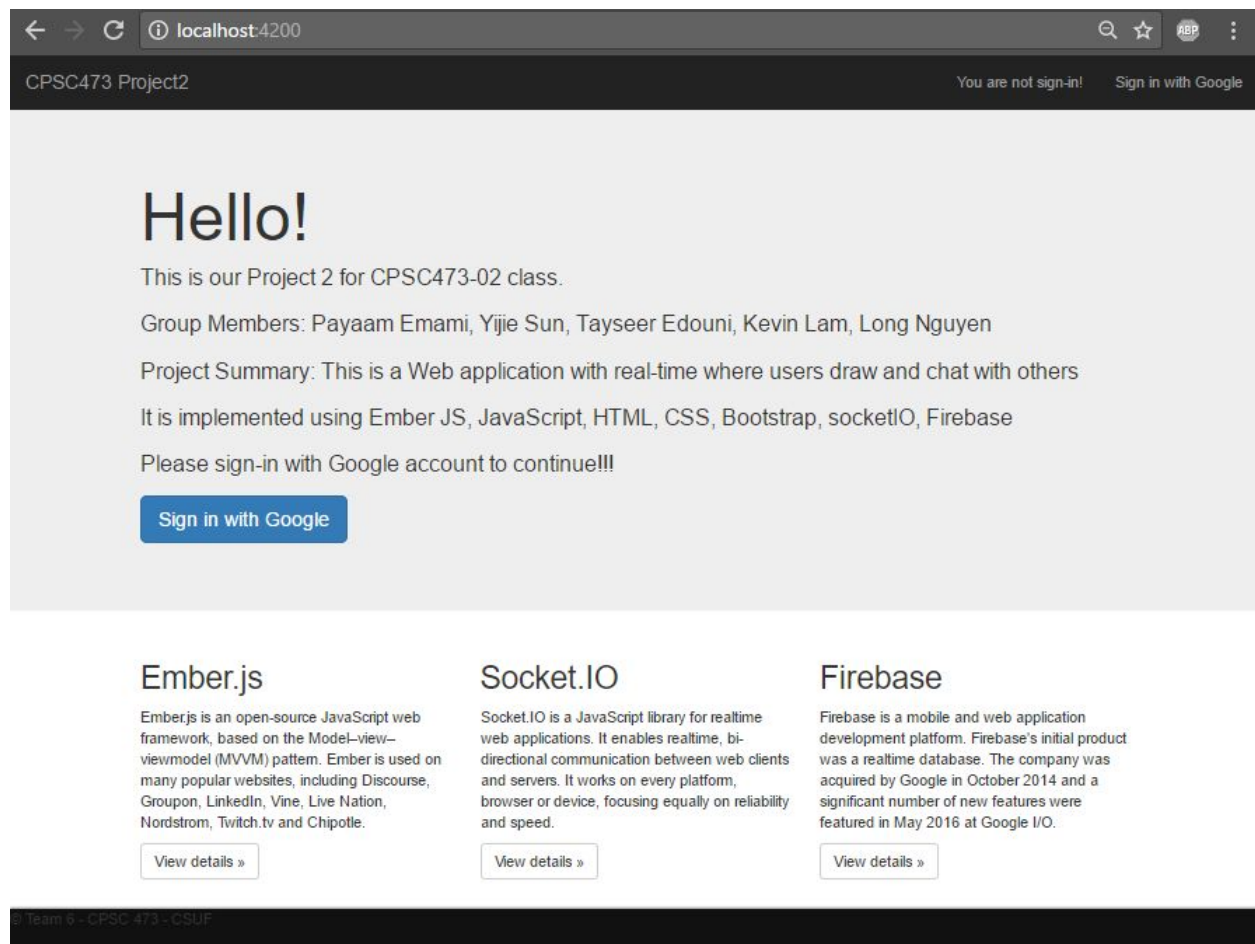 localhost:4200
ABP
CPSC473 Project2
You are not sign-in!
Sign in with Google
Hello!
This is our Project 2 for CPSC473-02 class.
Group Members: Payaam Emami, Yijie Sun, Tayseer Edouni, Kevin Lam, Long Nguyen
Project Summary: This is a Web application with real-time where users draw and chat with others
It is implemented using Ember JS, JavaScript, HTML, CSS, Bootstrap, socketIO, Firebase
Please sign-in with Google account to continue!!!
Sign in with Google
Ember.js
Ember.js is an open-source JavaScript web
framework, based on the Model–view–
viewmodel (MVVM) pattern. Ember is used on
many popular websites, including Discourse,
Groupon, LinkedIn, Vine, Live Nation,
Nordstrom, Twitch.tv and Chipotle.
View details »
Socket.IO
Socket.IO is a JavaScript library for realtime
web applications. It enables realtime, bi-
directional communication between web clients
and servers. It works on every platform,
browser or device, focusing equally on reliability
and speed.
View details »
Firebase
Firebase is a mobile and web application
development platform. Firebase's initial product
was a realtime database. The company was
acquired by Google in October 2014 and a
significant number of new features were
featured in May 2016 at Google I/O.
View details »
© Team 6 - CPSC 473 - CSUF